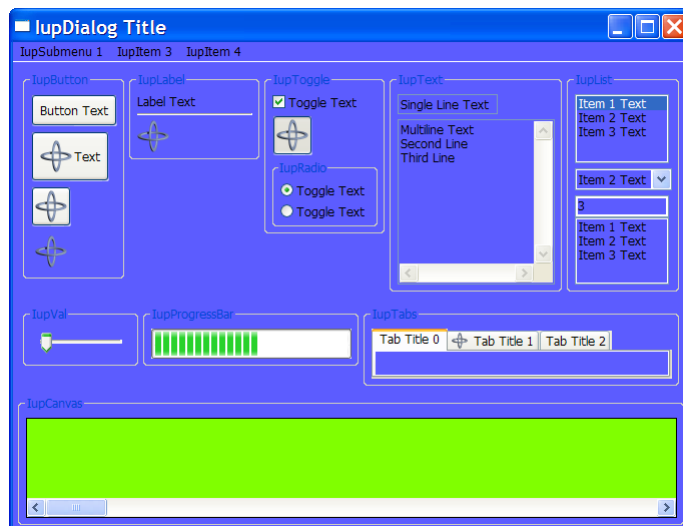 IupDialog Title
IupSubmenu 1 IupItem 3 IupItem 4
IupButton
Button Text
Text
IupLabel
Label Text
IupToggle
Toggle Text
IupRadio
Toggle Text
Toggle Text
IupText
Single Line Text
Multiline Text
Second Line
Third Line
IupList
Item 1 Text
Item 2 Text
Item 3 Text
Item 2 Text
3
Item 1 Text
Item 2 Text
Item 3 Text
IupVal
IupProgressBar
IupTabs
Tab Title 0 Tab Title 1 Tab Title 2
IupCanvas